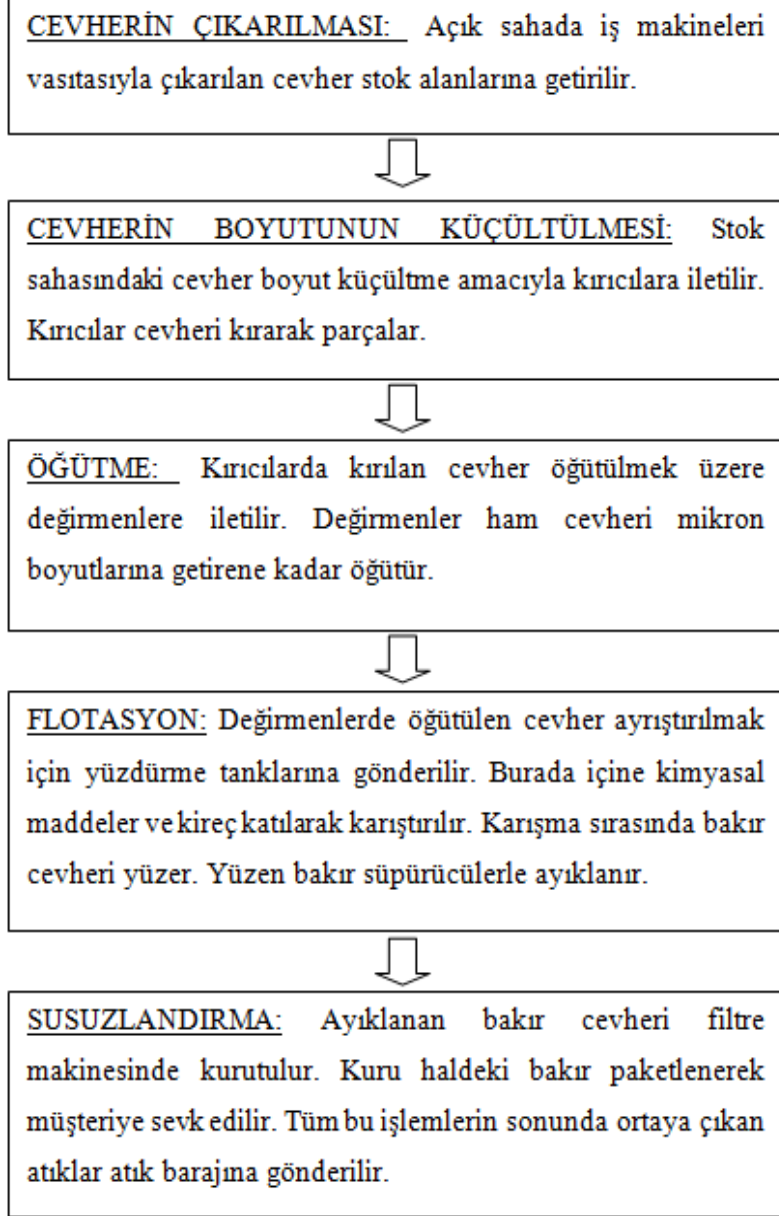 CEVHERİN ÇIKARILMASI: Açık sahada iş makineleri
vasıtasıyla çıkarılan cevher stok alanlarına getirilir.
CEVHERİN BOYUTUNUN KÜÇÜLTÜLMESİ: Stok
sahasındaki cevher boyut küçültme amacıyla kırıcılara iletilir.
Kırıcılar cevheri kırarak parçalar.
ÖĞÜTME: Kırıcılarda kırılan cevher öğütülmek üzere
değirmenlere iletilir. Değirmenler ham cevheri mikron
boyutlarına getirene kadar öğütür.
FLOTASYON: Değirmenlerde öğütülen cevher ayrıştırılmak
için yüzdürme tanklarına gönderilir. Burada içine kimyasal
maddeler ve kireç katılarak karıştırılır. Karışma sırasında bakır
cevheri yüzer. Yüzen bakır süpürücülerle ayıklanır.
SUSUZLANDIRMA: Ayıklanan bakır cevheri filtre
makinesinde kurutulur. Kuru haldeki bakır paketlenerek
müşteriye sevk edilir. Tüm bu işlemlerin sonunda ortaya çıkan
atıklar atık barajına gönderilir.